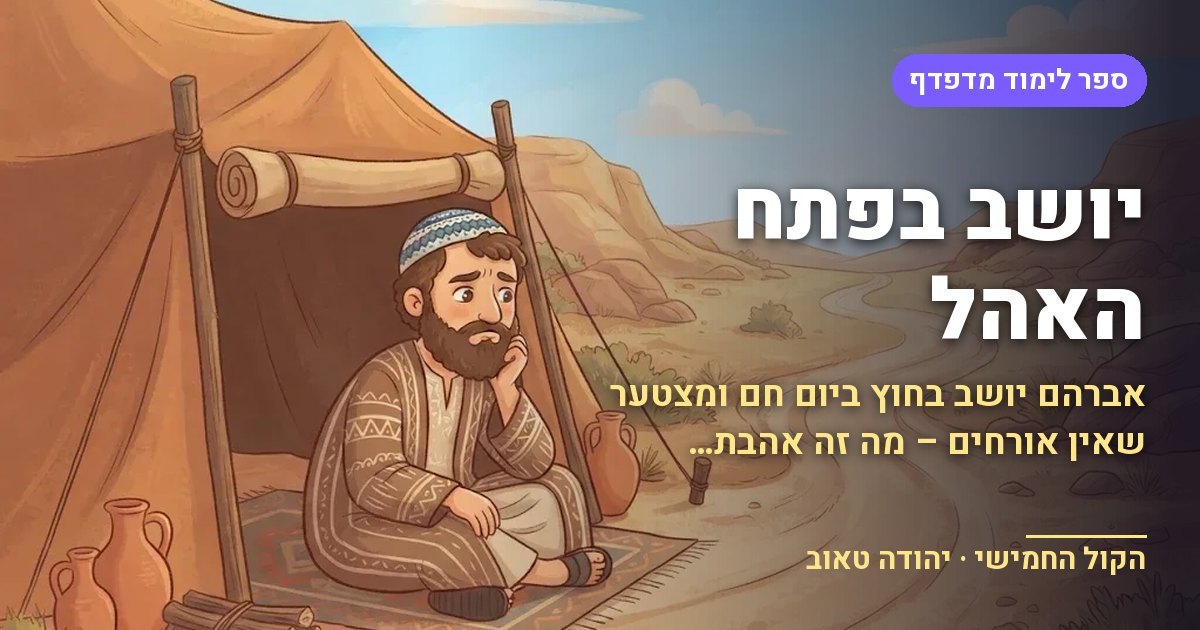 ספר לימוד מדפדף
יושב בפתח
האהל
אברהם יושב בחוץ ביום חם ומצטער
שאין אורחים – מה זה אהבת...
הקול החמישי · יהודה טאוב